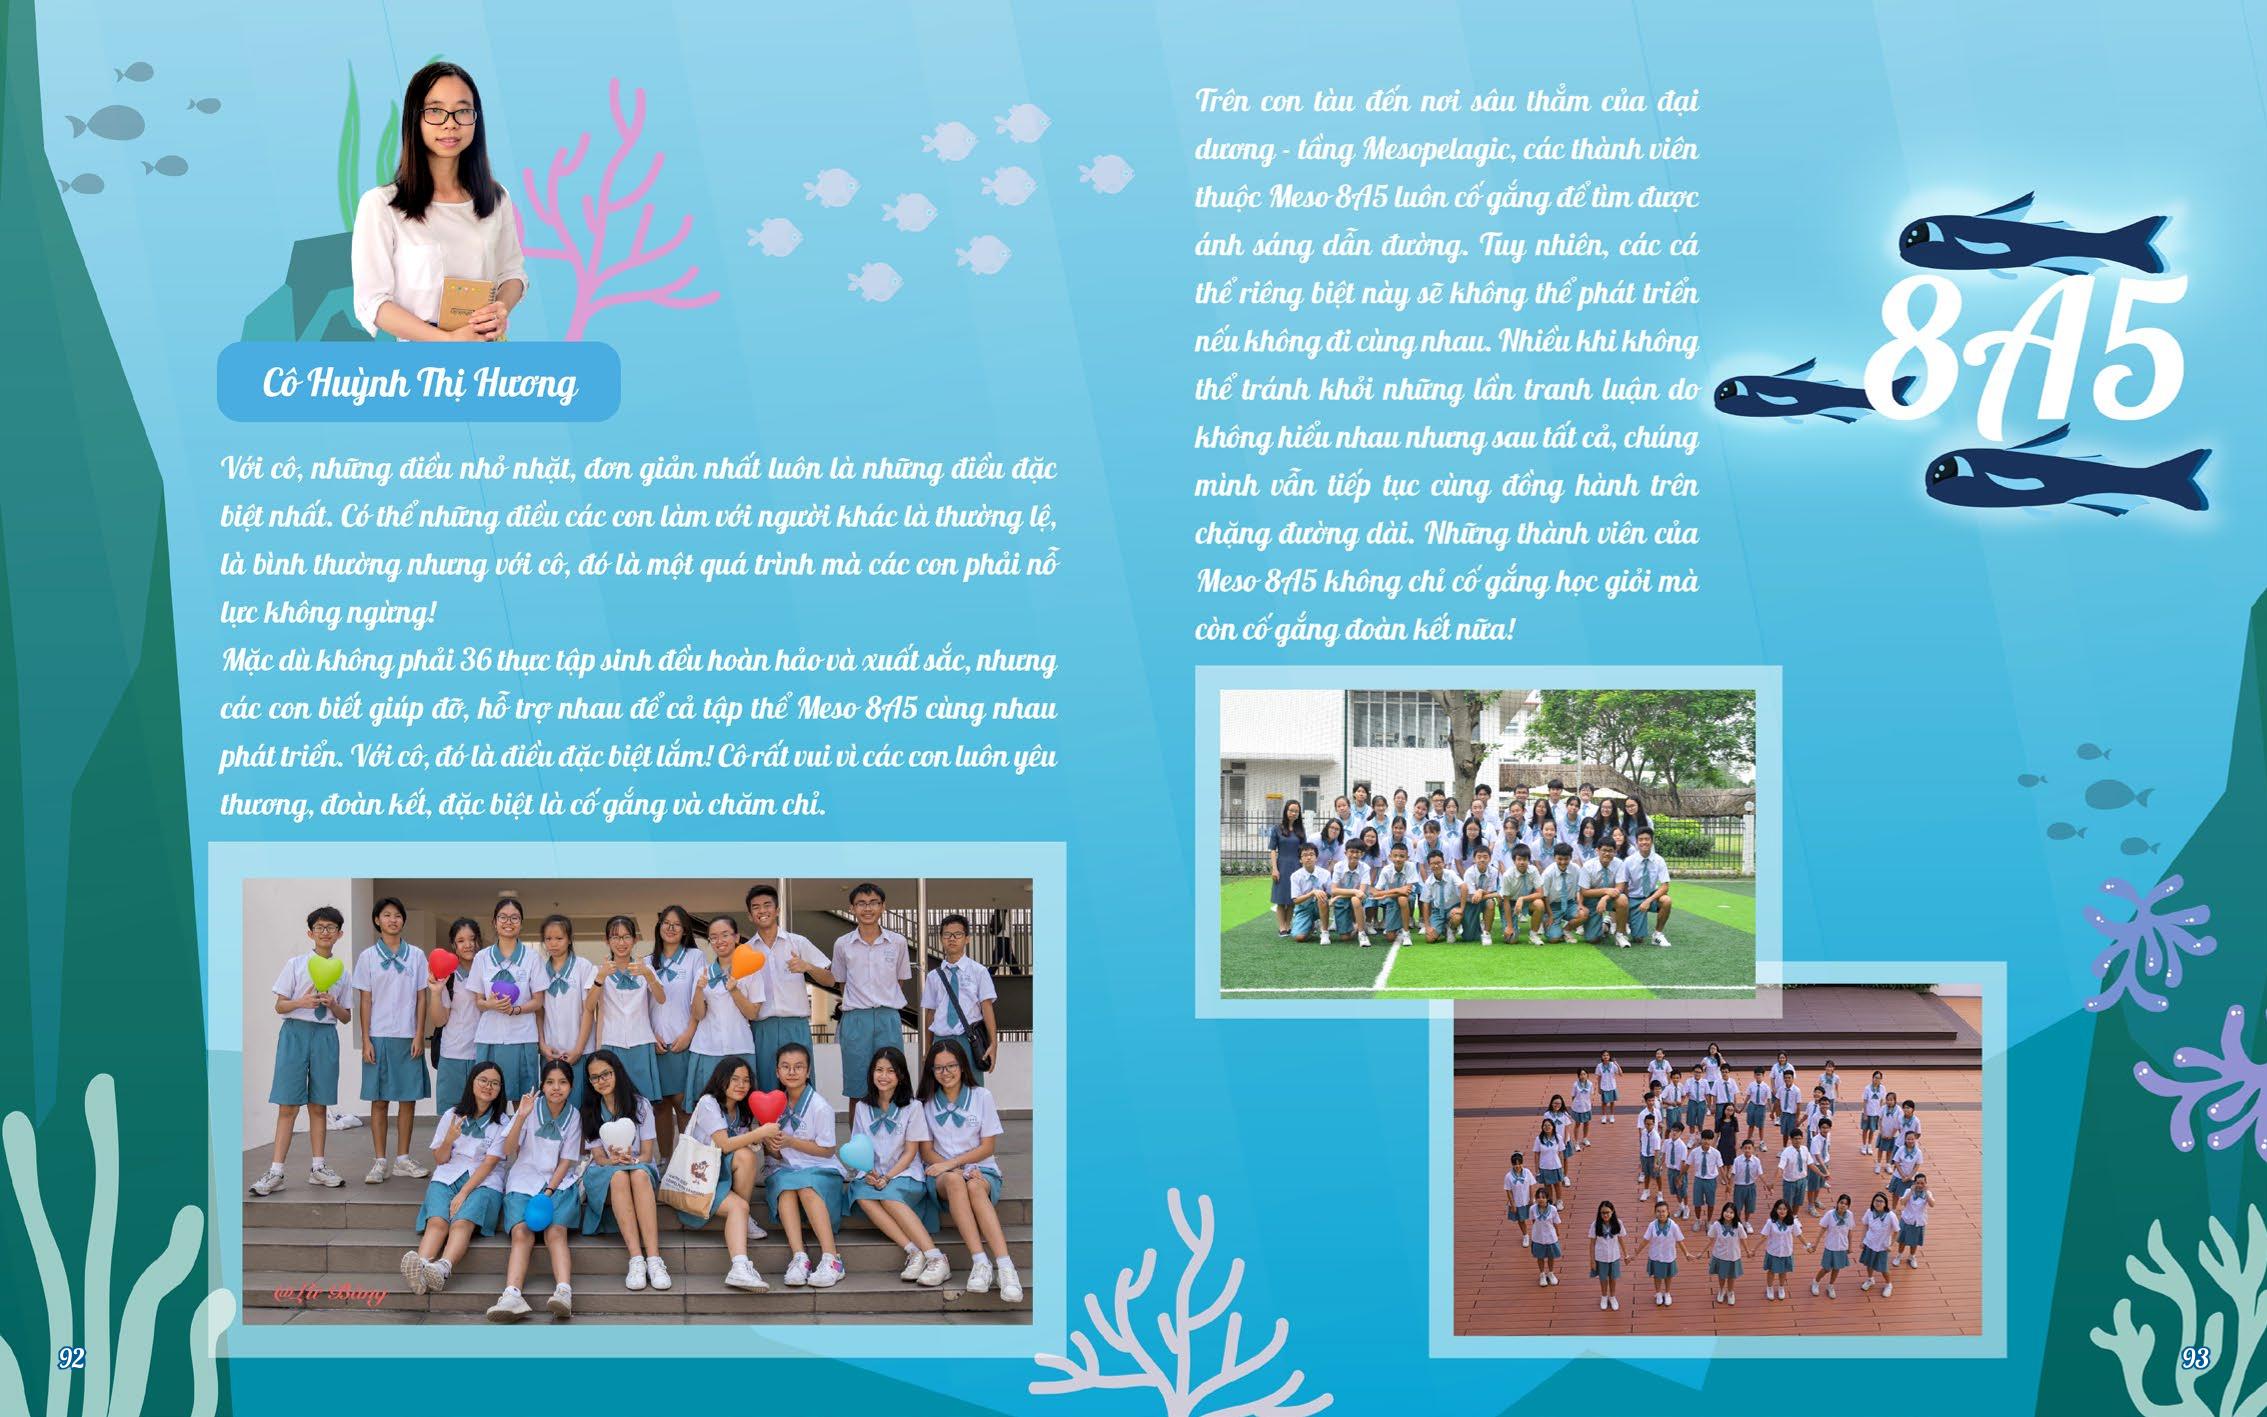 Cô Huỳnh Thị Hương
Với cô, những điều nhỏ nhặt, đơn giản nhất luôn là những điều đặc
biệt nhất. Có thể những điều các con làm với người khác là thường lệ,
là bình thường nhưng với cô, đó là một quá trình mà các con phải nỗ
lực không ngừng!
Mặc dù không phải 36 thực tập sinh đều hoàn hảo và xuất sắc, nhưng
các con biết giúp đỡ, hỗ trợ nhau để cả tập thể Meso 8A5 cùng nhau
phát triển. Với cô, đó là điều đặc biệt lắm! Cô rất vui vì các con luôn yêu
thương, đoàn kết, đặc biệt là cố gắng và chăm chỉ.
92
Trên con tàu đến nơi sâu thẳm của đại
dương - tầng Mesopelagic, các thành viên
thuộc Meso 8A5 luôn cố gắng để tìm được
ánh sáng dẫn đường. Tuy nhiên, các cá
thể riêng biệt này sẽ không thể phát triển
nếu không đi cùng nhau. Nhiều khi không
thể tránh khỏi những lần tranh luận do
không hiểu nhau nhưng sau tất cả, chúng
mình vẫn tiếp tục cùng đồng hành trên
chặng đường dài. Những thành viên của
Meso 8A5 không chỉ cố gắng học giỏi mà
còn cố gắng đoàn kết nữa!
8A5
93